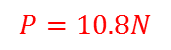 P = 10.8N